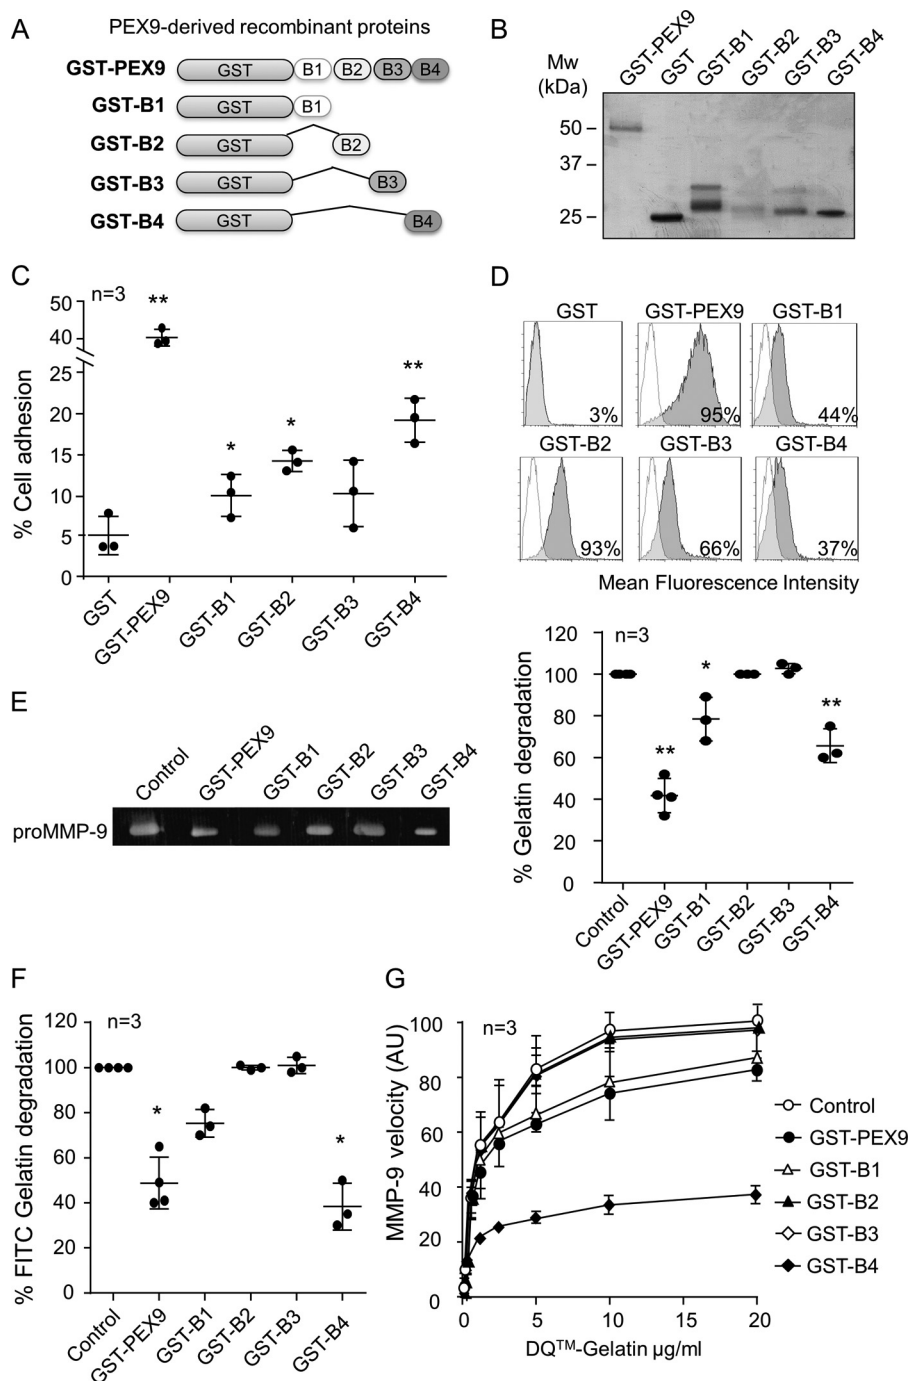 A
PEX9-derived recombinant proteins
GST-PEX9 GST B1 B2 B3 B4
GST-B1 GST B1
GST-B2 GST B2
GST-B3 GST B3
GST-B4 GST B4
B
Mw
(kDa)
GST-PEX9
GST
GST-B1
GST-B2
GST-B3
GST-B4
50
37
25
C
n=3
% Cell adhesion
50
40
25
20
15
10
5
0
** * * **
GST
GST-PEX9
GST-B1
GST-B2
GST-B3
GST-B4
D
GST GST-PEX9 GST-B1
3% 95% 44%
GST-B2 GST-B3 GST-B4
93% 66% 37%
Mean Fluorescence Intensity
E
Control
GST-PEX9
GST-B1
GST-B2
GST-B3
GST-B4
proMMP-9
n=3
% Gelatin degradation
120
100
80
60
40
20
0
** * **
Control
GST-PEX9
GST-B1
GST-B2
GST-B3
GST-B4
F
n=3
% FITC Gelatin degradation
120
100
80
60
40
20
0
* *
Control
GST-PEX9
GST-B1
GST-B2
GST-B3
GST-B4
G
n=3
MMP-9 velocity (AU)
100
80
60
40
20
0
0 5 10 15 20
DQ™-Gelatin µg/ml
Control
GST-PEX9
GST-B1
GST-B2
GST-B3
GST-B4